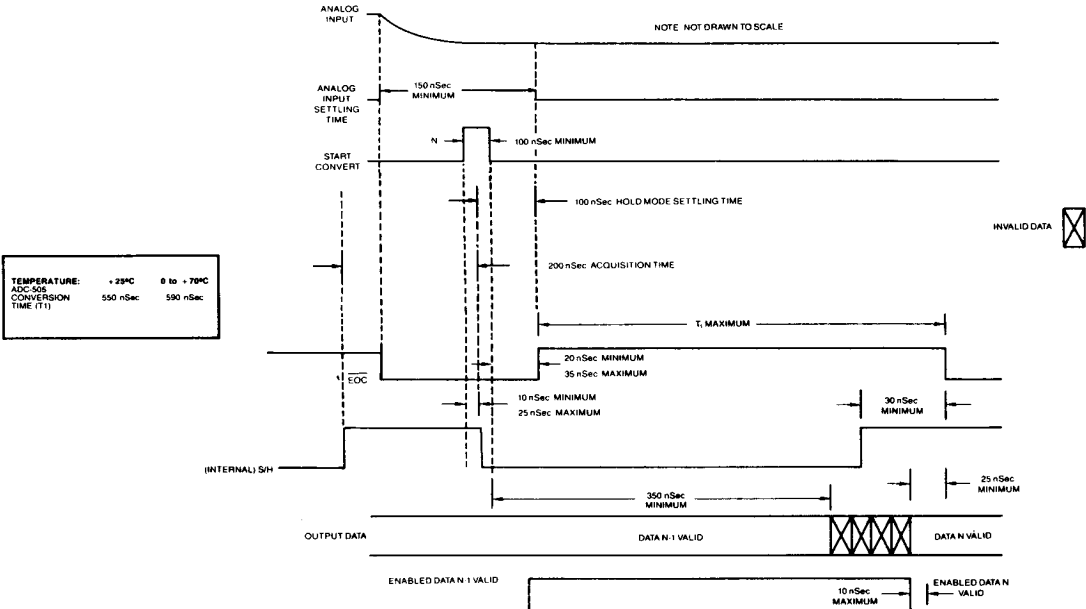 ANALOG
INPUT
NOTE NOT DRAWN TO SCALE
ANALOG
INPUT
SETTLING
TIME
150 nSec
MINIMUM
N
100 nSec MINIMUM
START
CONVERT
100 nSec HOLD MODE SETTLING TIME
INVALID DATA
200 nSec ACQUISITION TIME
TEMPERATURE: +25°C 0 to +70°C
ADC-505
CONVERSION 550 nSec 590 nSec
TIME (T1)
T1 MAXIMUM
20 nSec MINIMUM
35 nSec MAXIMUM
EOC
10 nSec MINIMUM
25 nSec MAXIMUM
30 nSec
MINIMUM
(INTERNAL) S/H
25 nSec
MINIMUM
350 nSec
MINIMUM
OUTPUT DATA
DATA N-1 VALID
DATA N VALID
ENABLED DATA N-1 VALID
10 nSec
MAXIMUM
ENABLED DATA N
VALID